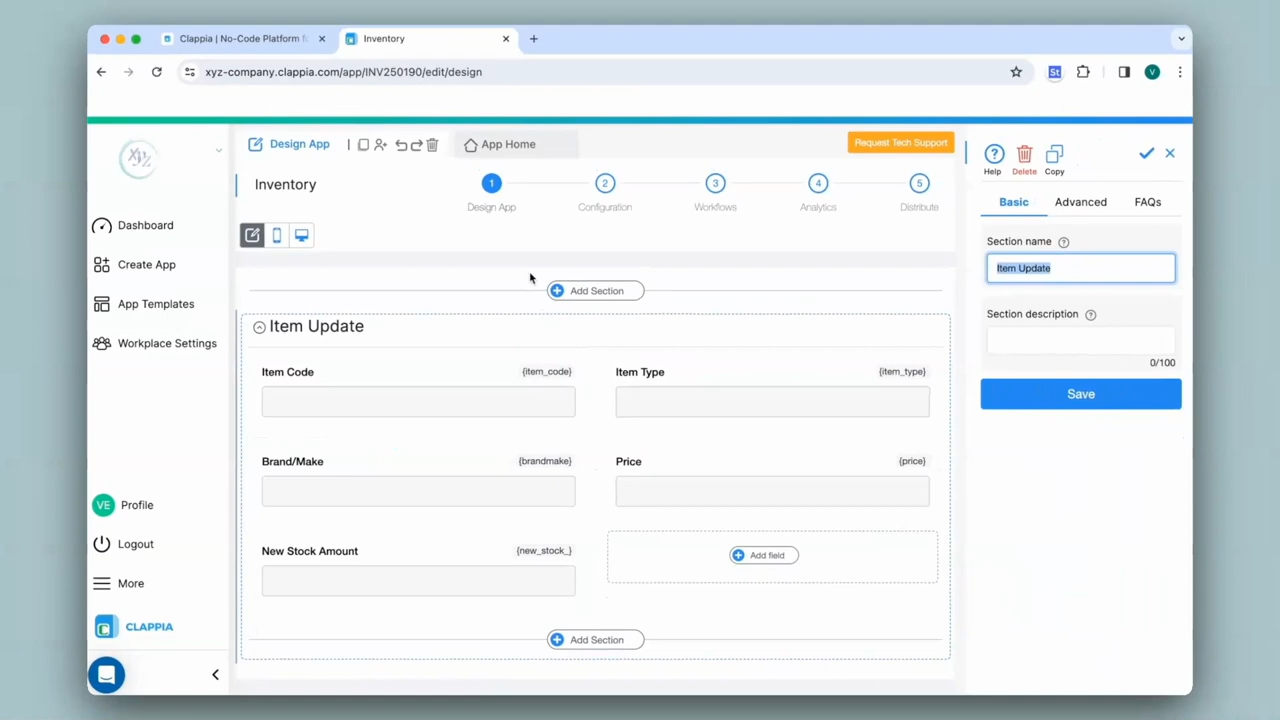 Clappia | No-Code Platform f
Inventory
xyz-company.clappia.com/app/INV250190/edit/design
St
V
xyz
Design App
App Home
Request Tech Support
Help
Delete
Copy
Inventory
1
2
3
4
5
Design App
Configuration
Workflows
Analytics
Distribute
Basic
Advanced
FAQs
Dashboard
Create App
App Templates
Workplace Settings
Section name
Item Update
Section description
0/100
Save
Add Section
Item Update
Item Code
{item_code}
Item Type
{item_type}
Brand/Make
{brandmake}
Price
{price}
New Stock Amount
{new_stock_}
Add field
Add Section
VE
Profile
Logout
More
CLAPPIA